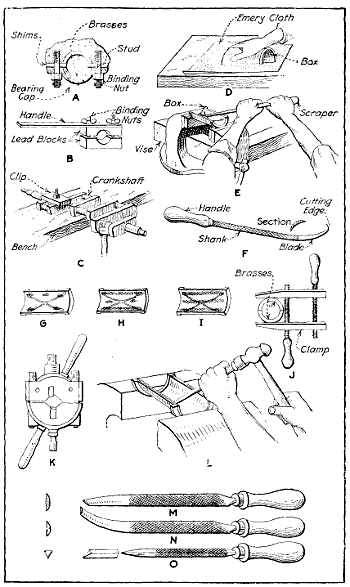 Brasses
Shims
Stud
Bearing
Cap
Binding
Nut
A
Emery Cloth
Box
D
Handle
Binding
Nuts
Lead Blocks
B
Box
Scraper
Vise
E
Clip
Crankshaft
Bench
C
Handle
Section
Cutting
Edge
Shank
Blade
F
G
H
I
Brasses
Clamp
J
K
L
M
N
O